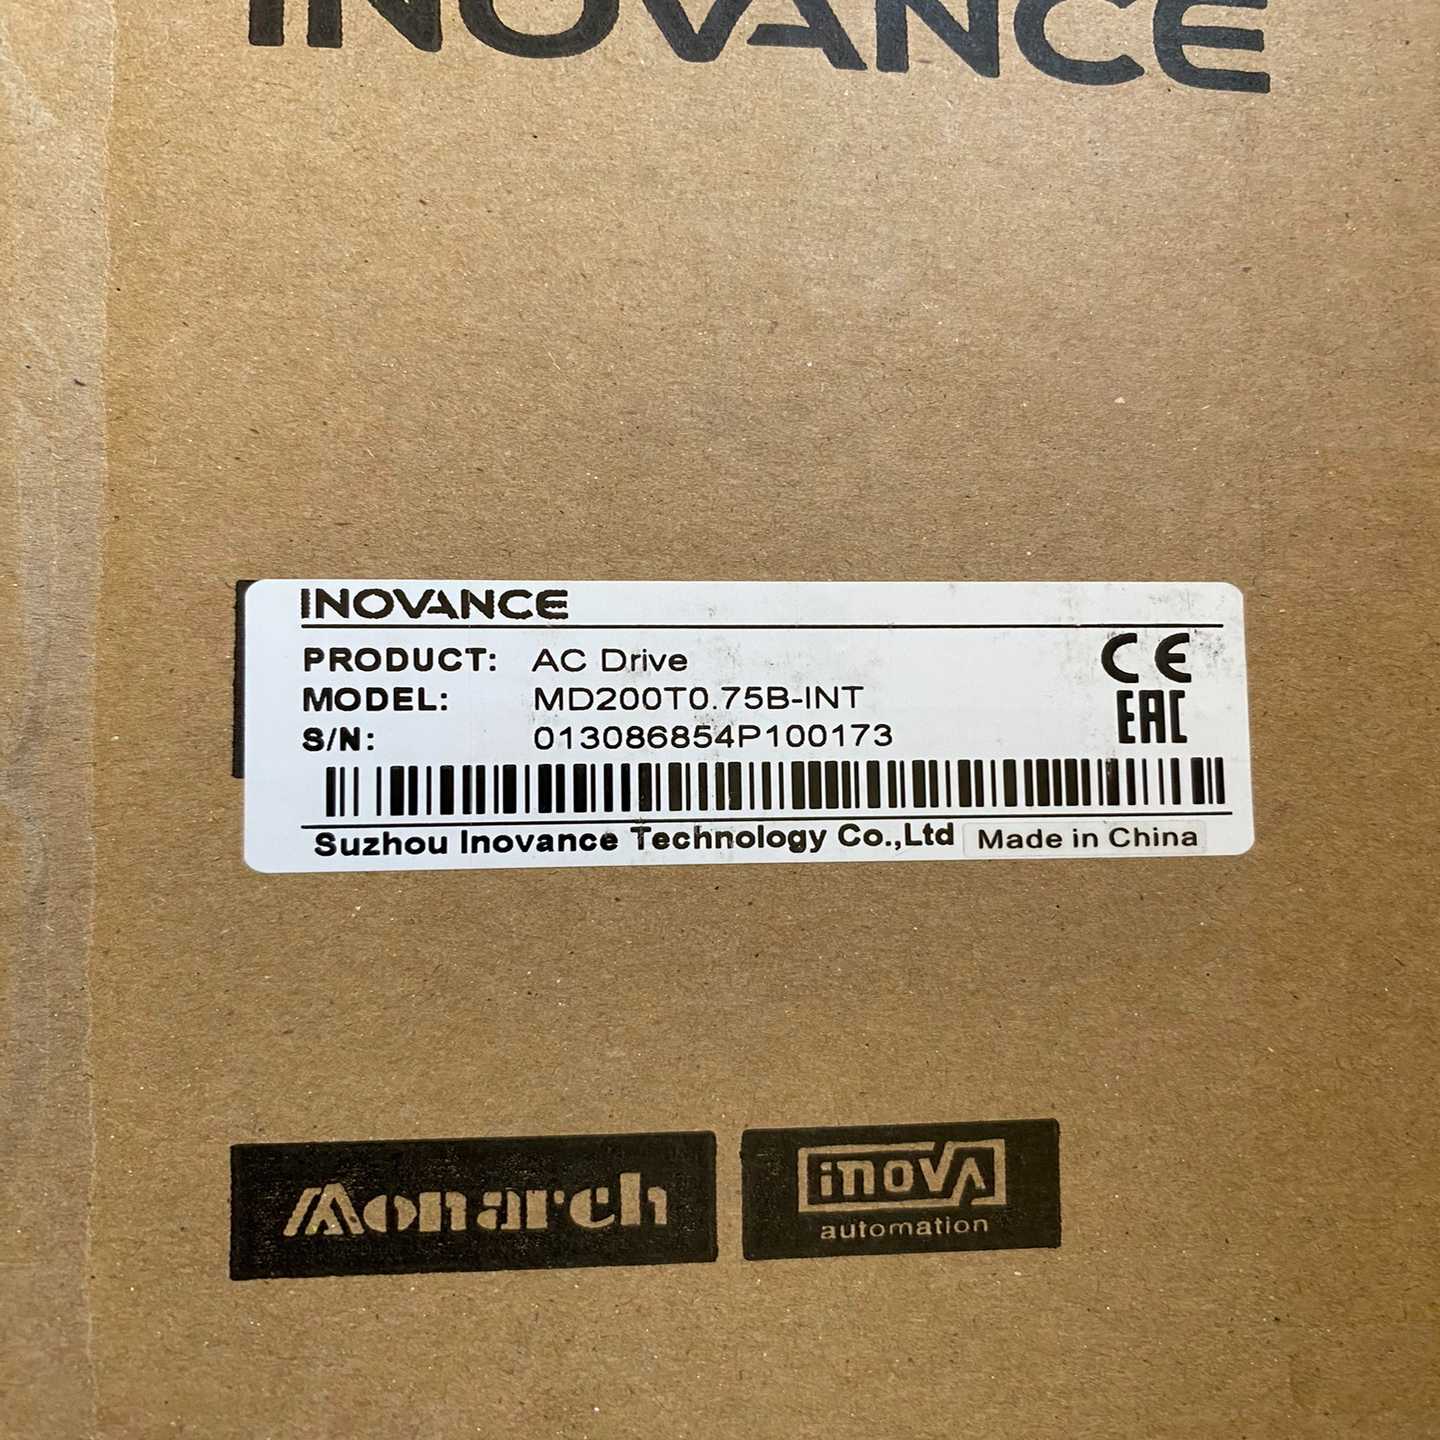 INOVANCE
INOVANCE
PRODUCT: AC Drive
MODEL: MD200T0.75B-INT
S/N: 013086854P100173
CE
EAC
Suzhou Inovance Technology Co.,Ltd Made in China
Monarch
inovA
automation